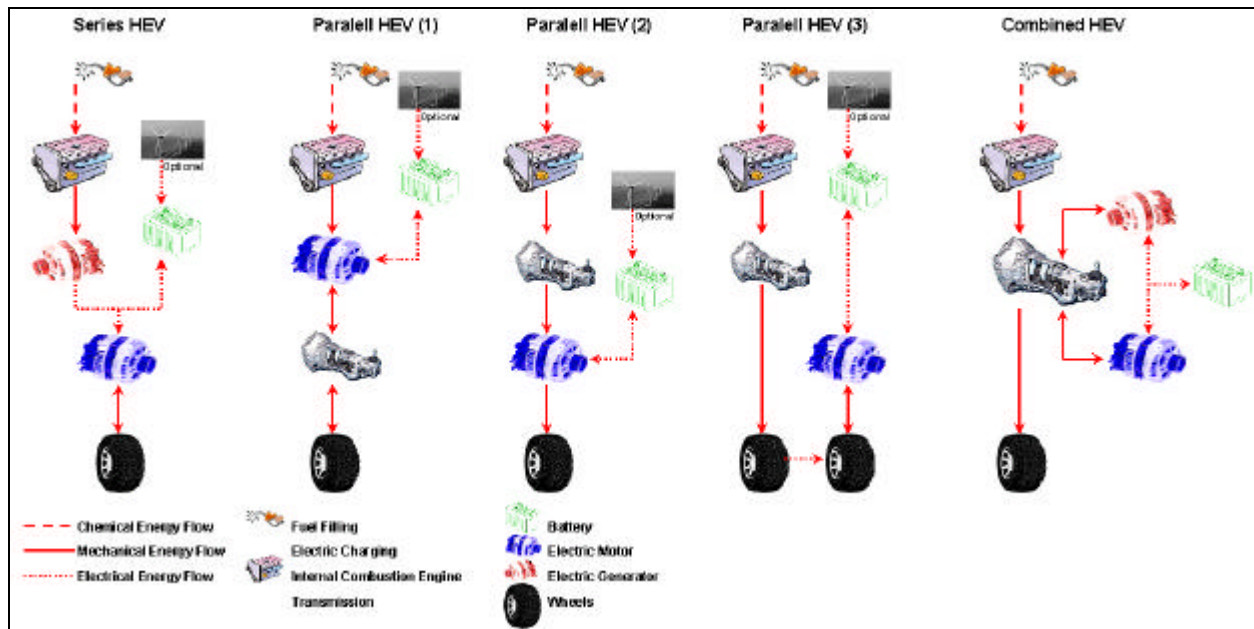 Series HEV
Paralell HEV (1)
Paralell HEV (2)
Paralell HEV (3)
Combined HEV
Optional
Optional
Optional
Optional
Chemical Energy Flow
Mechanical Energy Flow
Electrical Energy Flow
Fuel Filling
Electric Charging
Internal Combustion Engine
Transmission
Battery
Electric Motor
Electric Generator
Wheels